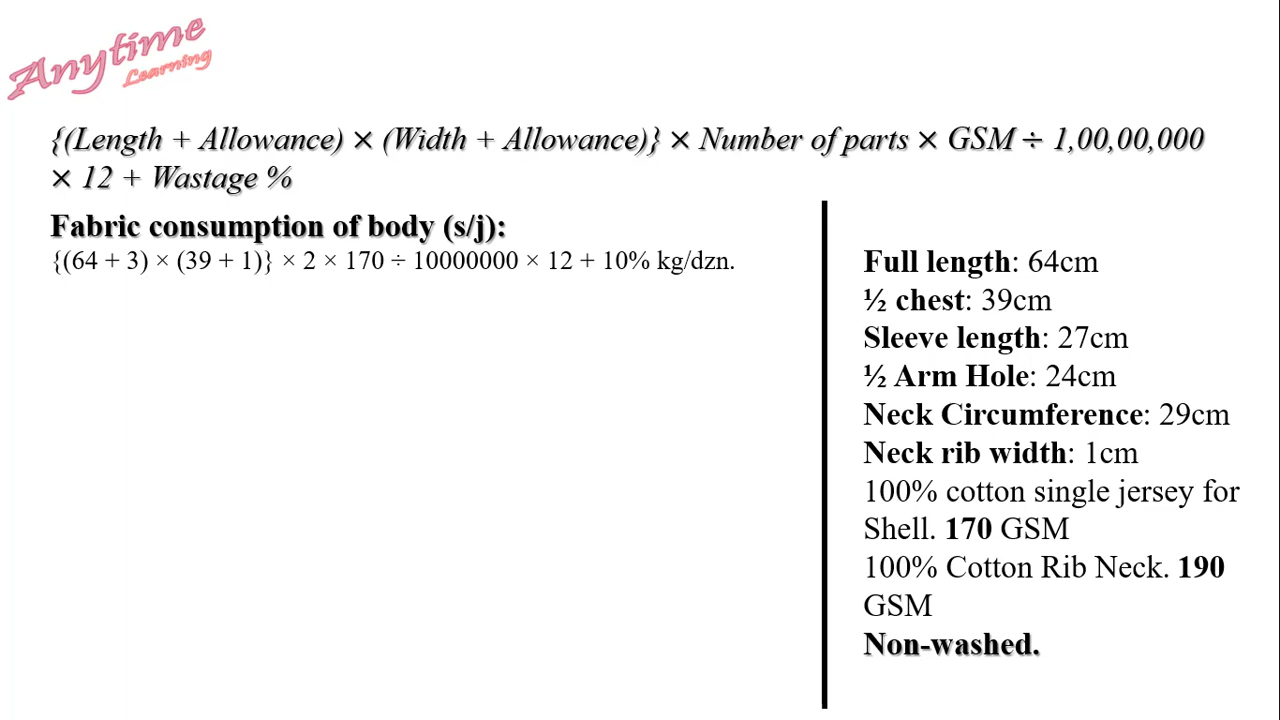 Anytime
Learning
{(Length + Allowance) × (Width + Allowance)} × Number of parts × GSM ÷ 1,00,00,000
× 12 + Wastage %
Fabric consumption of body (s/j):
{(64 + 3) × (39 + 1)} × 2 × 170 ÷ 10000000 × 12 + 10% kg/dzn.
Full length: 64cm
½ chest: 39cm
Sleeve length: 27cm
½ Arm Hole: 24cm
Neck Circumference: 29cm
Neck rib width: 1cm
100% cotton single jersey for
Shell. 170 GSM
100% Cotton Rib Neck. 190
GSM
Non-washed.